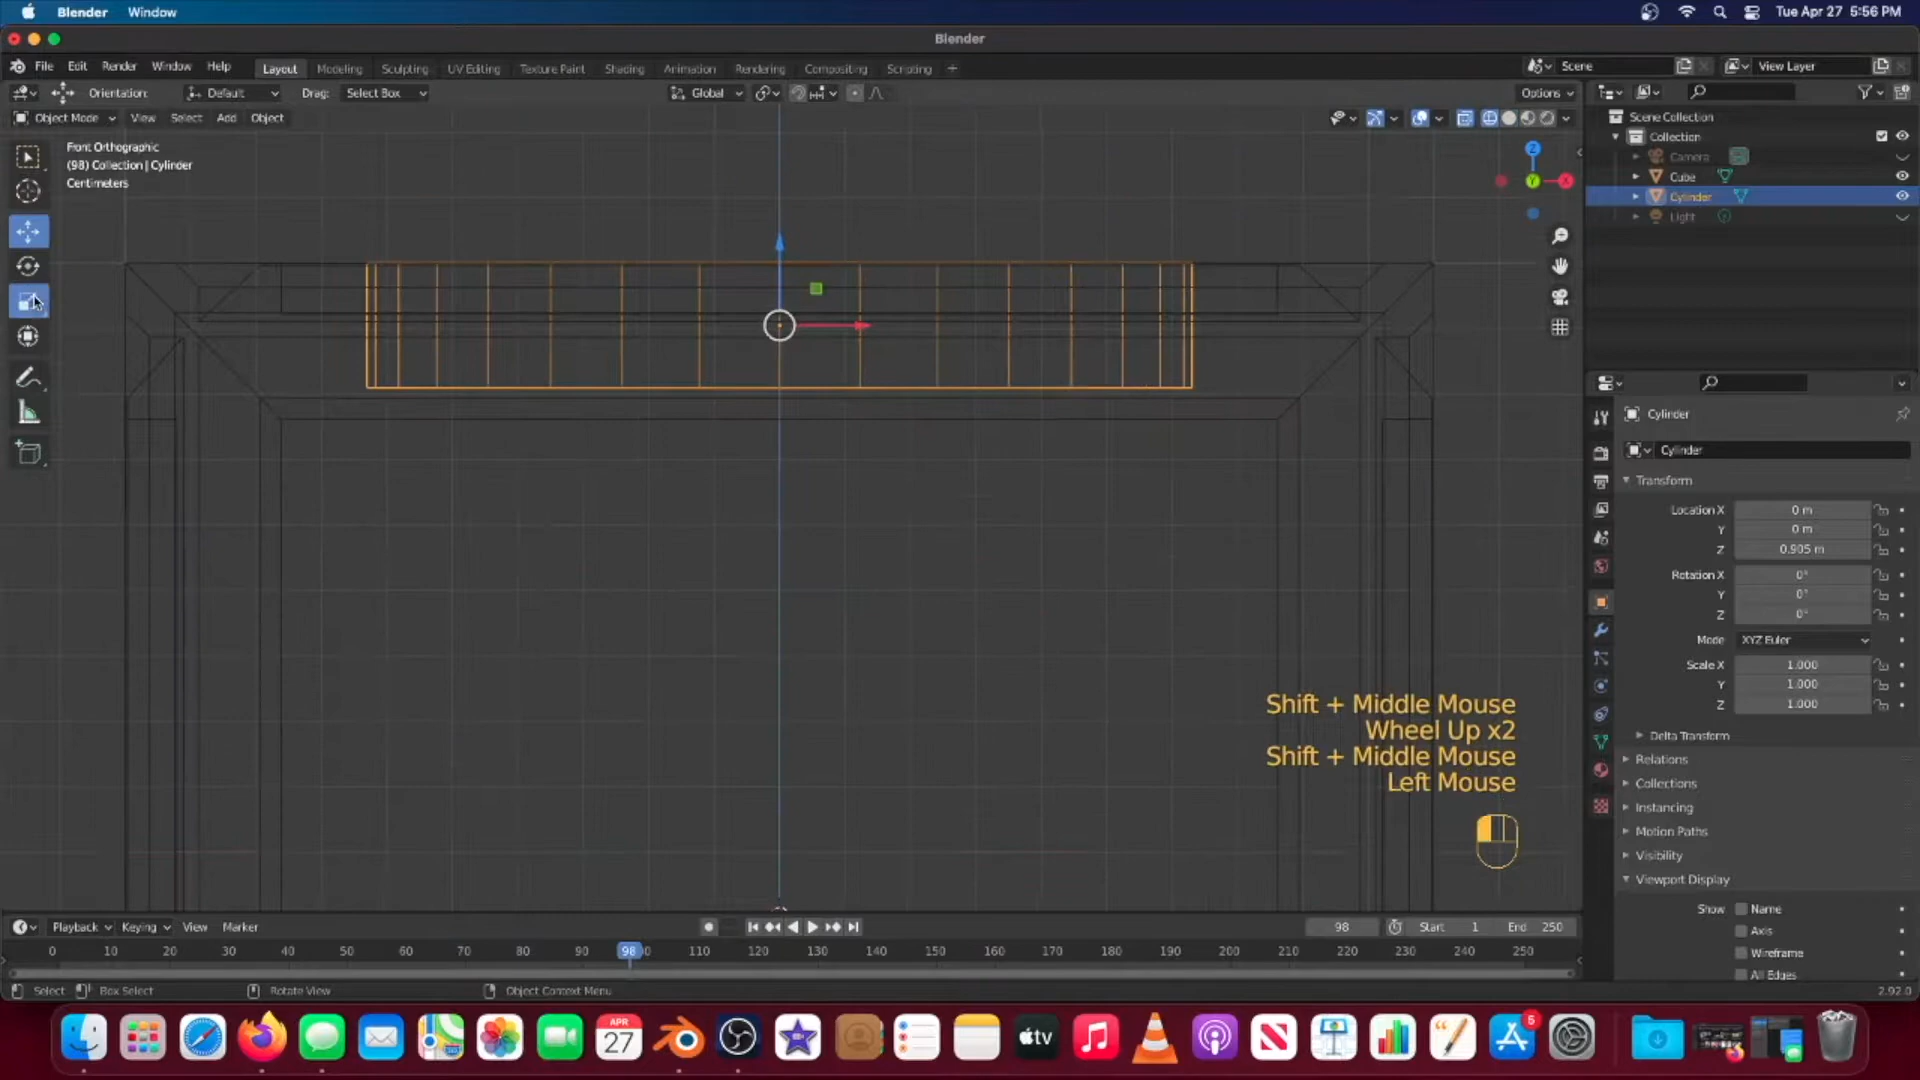 Blender Window Tue Apr 27 5:56 PM
Blender
File Edit Render Window Help Layout Modeling Sculpting UV Editing Texture Paint Shading Animation Rendering Compositing Scripting + Scene View Layer
Orientation: Default Drag: Select Box Global Options
Object Mode View Select Add Object
Front Orthographic
(98) Collection | Cylinder
Centimeters
Z
Y
X
Scene Collection
Collection
Camera
Cube
Cylinder
Light
Cylinder
Cylinder
Transform
Location X 0 m
Y 0 m
Z 0.905 m
Rotation X 0°
Y 0°
Z 0°
Mode XYZ Euler
Scale X 1.000
Y 1.000
Z 1.000
Delta Transform
Relations
Collections
Instancing
Motion Paths
Visibility
Viewport Display
Show Name
Axis
Wireframe
All Edges
Shift + Middle Mouse
Wheel Up x2
Shift + Middle Mouse
Left Mouse
Playback Keying View Marker 98 Start 1 End 250
0 10 20 30 40 50 60 70 80 90 98 0 110 120 130 140 150 160 170 180 190 200 210 220 230 240 250
Select Box Select Rotate View Object Context Menu 2.92.0
APR
27
tv
5